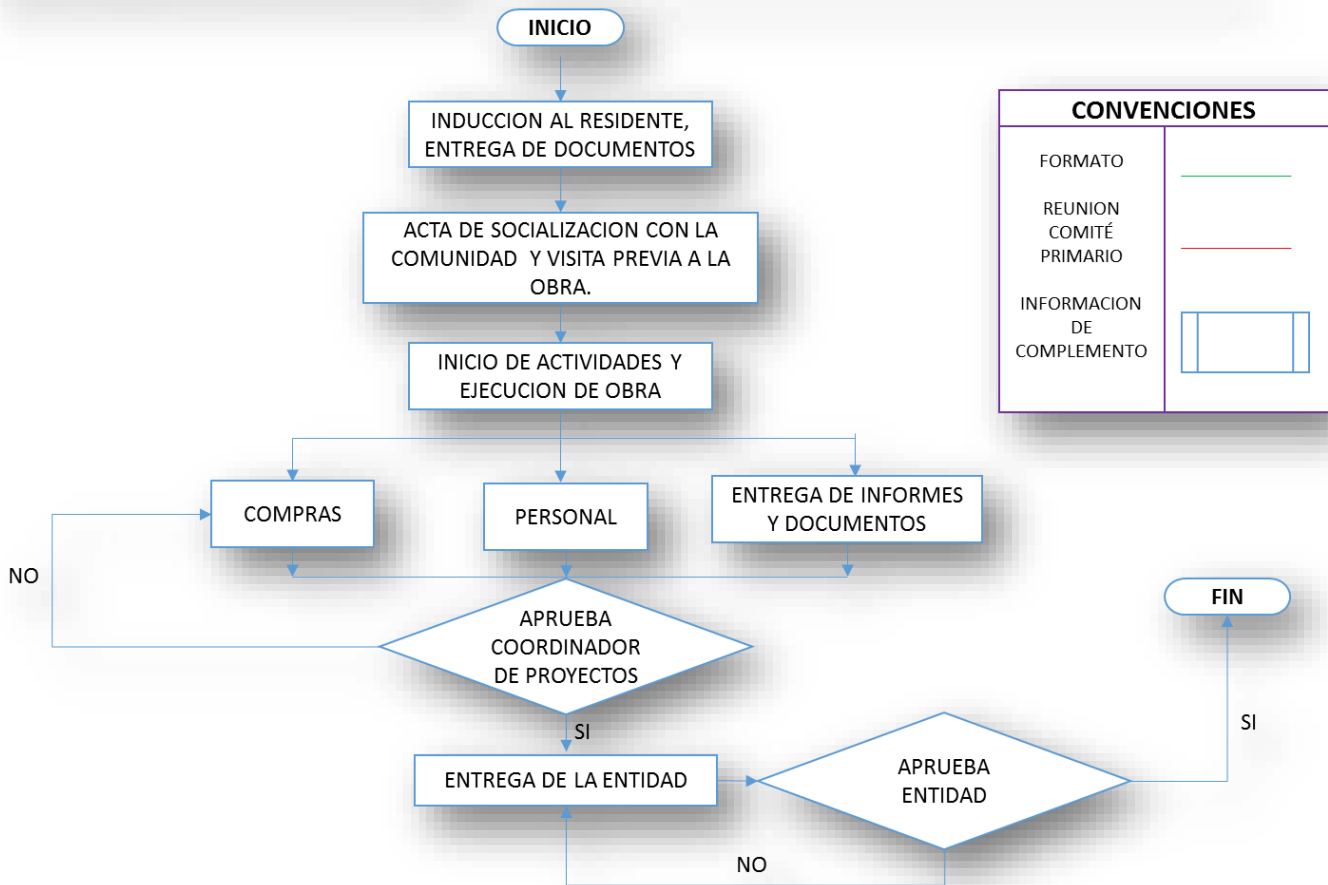 INICIO
INDUCCION AL RESIDENTE,
ENTREGA DE DOCUMENTOS
ACTA DE SOCIALIZACION CON LA
COMUNIDAD Y VISITA PREVIA A LA
OBRA.
INICIO DE ACTIVIDADES Y
EJECUCION DE OBRA
COMPRAS
PERSONAL
ENTREGA DE INFORMES
Y DOCUMENTOS
NO
APRUEBA
COORDINADOR
DE PROYECTOS
SI
ENTREGA DE LA ENTIDAD
APRUEBA
ENTIDAD
NO
SI
FIN
CONVENCIONES
FORMATO
REUNION
COMITÉ
PRIMARIO
INFORMACION
DE
COMPLEMENTO